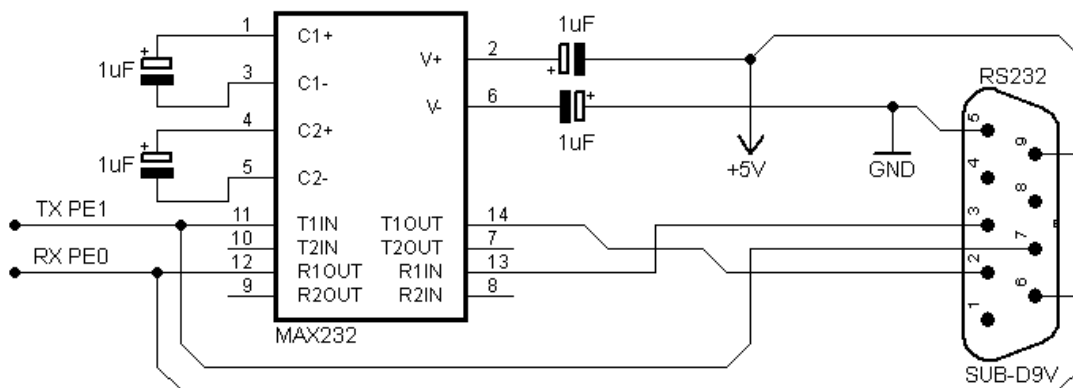 1uF
1uF
1
C1+
3
C1-
4
C2+
5
C2-
TX PE1
11
T1IN
10
T2IN
RX PE0
12
R1OUT
9
R2OUT
MAX232
V+
2
V-
6
T1OUT
14
T2OUT
7
R1IN
13
R2IN
8
1uF
+
+
1uF
+5V
GND
RS232
5
9
4
8
3
7
2
6
1
SUB-D9V
+
+